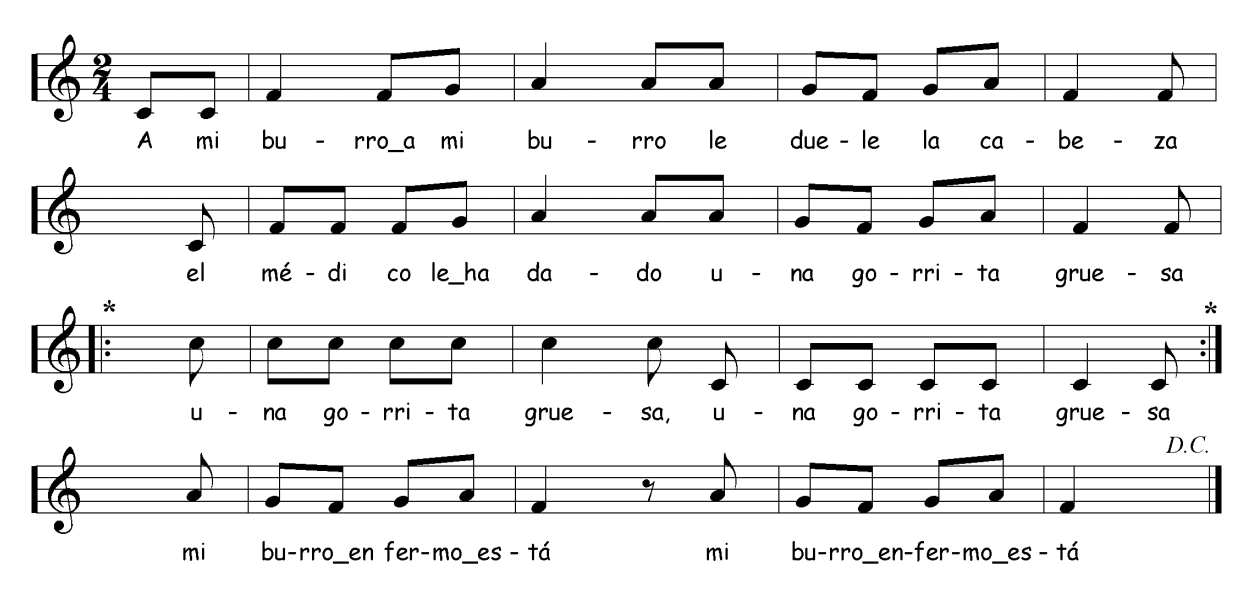 2
4
A mi bu - rro_a mi bu - rro le due - le la ca - be - za
el mé - di co le_ha da - do u - na go - rri - ta grue - sa
* *
u - na go - rri - ta grue - sa, u - na go - rri - ta grue - sa
D.C.
mi bu-rro_en fer-mo_es - tá mi bu-rro_en-fer-mo_es - tá